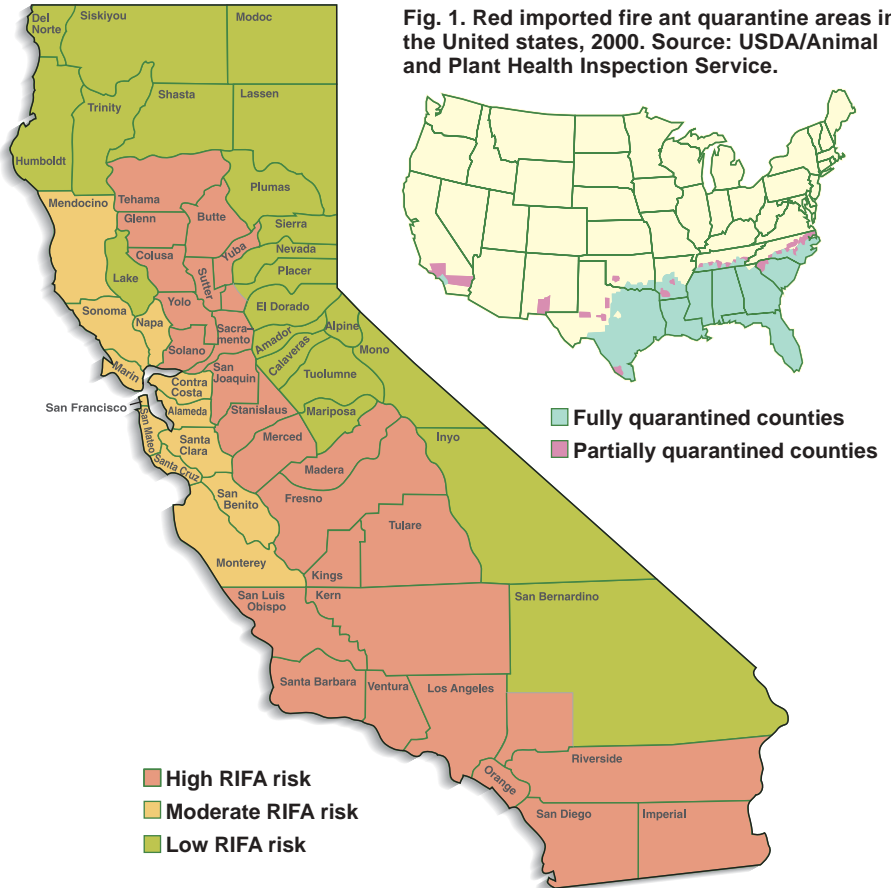 Fig. 1. Red imported fire ant quarantine areas in
the United states, 2000. Source: USDA/Animal
and Plant Health Inspection Service.
Del
Norte
Siskiyou
Modoc
Trinity
Shasta
Lassen
Humboldt
Mendocino
Tehama
Plumas
Glenn
Butte
Sierra
Colusa
Yuba
Nevada
Lake
Sutter
Placer
Sonoma
Napa
Yolo
El Dorado
Sacra-
mento
Amador
Alpine
Solano
Calaveras
Mono
Marin
San
Joaquin
Tuolumne
Contra
Costa
San Francisco
Alameda
Stanislaus
Mariposa
San Mateo
Santa
Clara
Merced
Inyo
Santa Cruz
Madera
San
Benito
Fresno
Tulare
Monterey
Kings
San Luis
Obispo
Kern
San Bernardino
Santa Barbara
Ventura
Los Angeles
Orange
Riverside
San Diego
Imperial
Fully quarantined counties
Partially quarantined counties
High RIFA risk
Moderate RIFA risk
Low RIFA risk